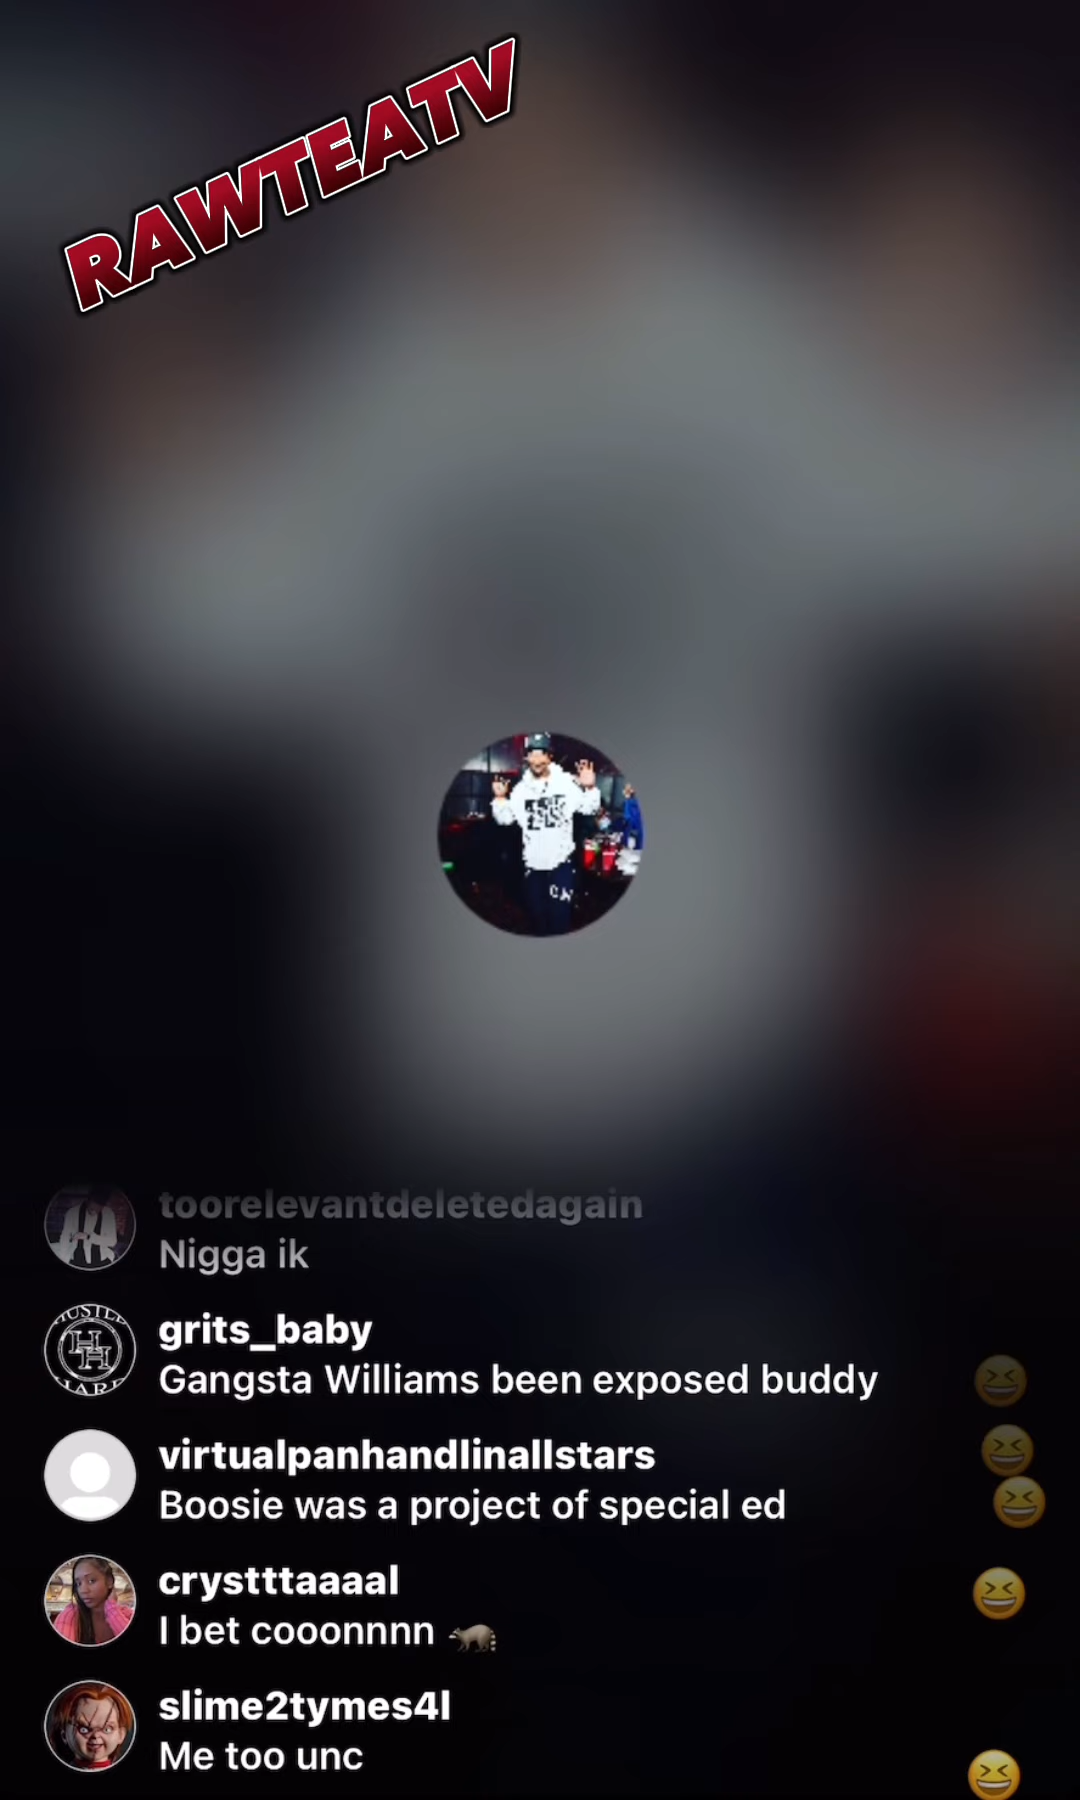 RAWTEATV
toorelevantdeletedagain
Nigga ik
grits_baby
Gangsta Williams been exposed buddy
virtualpanhandlinallstars
Boosie was a project of special ed
crystttaaaal
I bet cooonnnn 🦝
slime2tymes4l
Me too unc